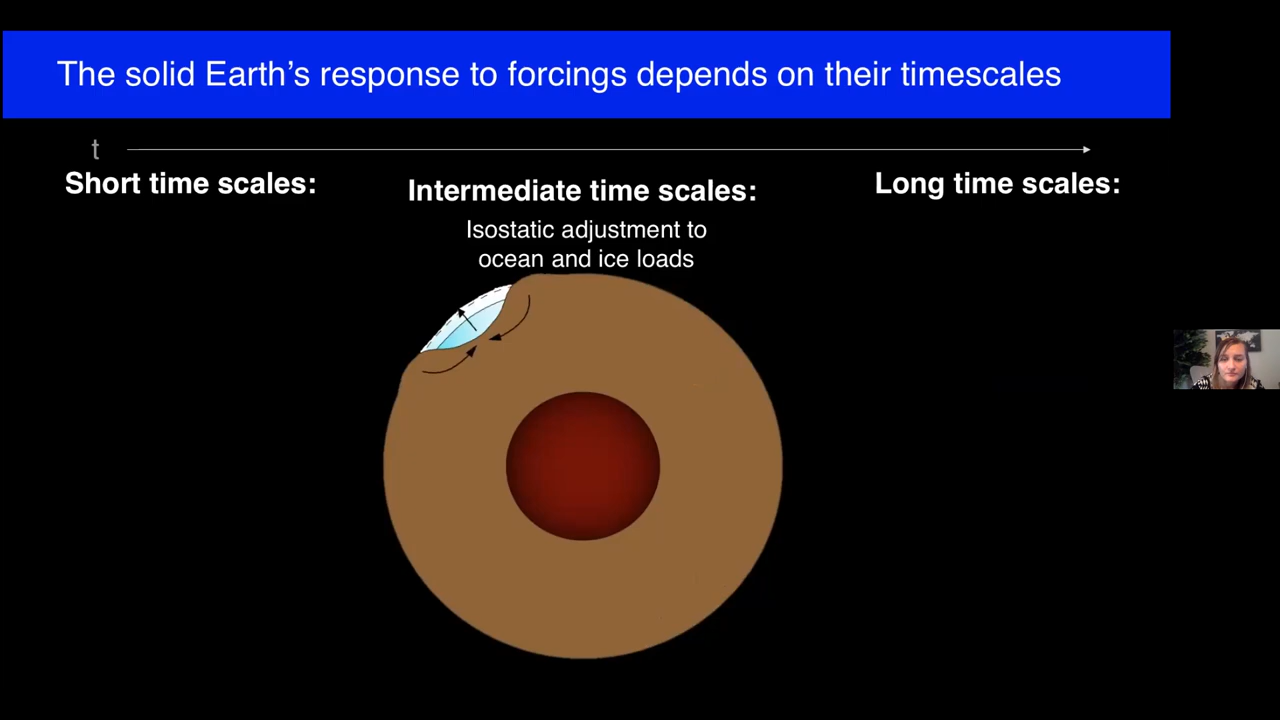 The solid Earth's response to forcings depends on their timescales
t
Short time scales:
Intermediate time scales:
Long time scales:
Isostatic adjustment to
ocean and ice loads